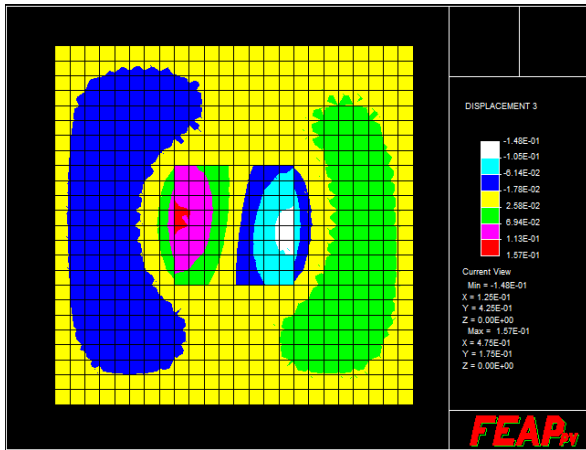 DISPLACEMENT 3
-1.48E-01
-1.05E-01
-6.14E-02
-1.78E-02
2.58E-02
6.94E-02
1.13E-01
1.57E-01
Current View
Min = -1.48E-01
X = 1.25E-01
Y = 4.25E-01
Z = 0.00E+00
Max = 1.57E-01
X = 4.75E-01
Y = 1.75E-01
Z = 0.00E+00
FEAPpv